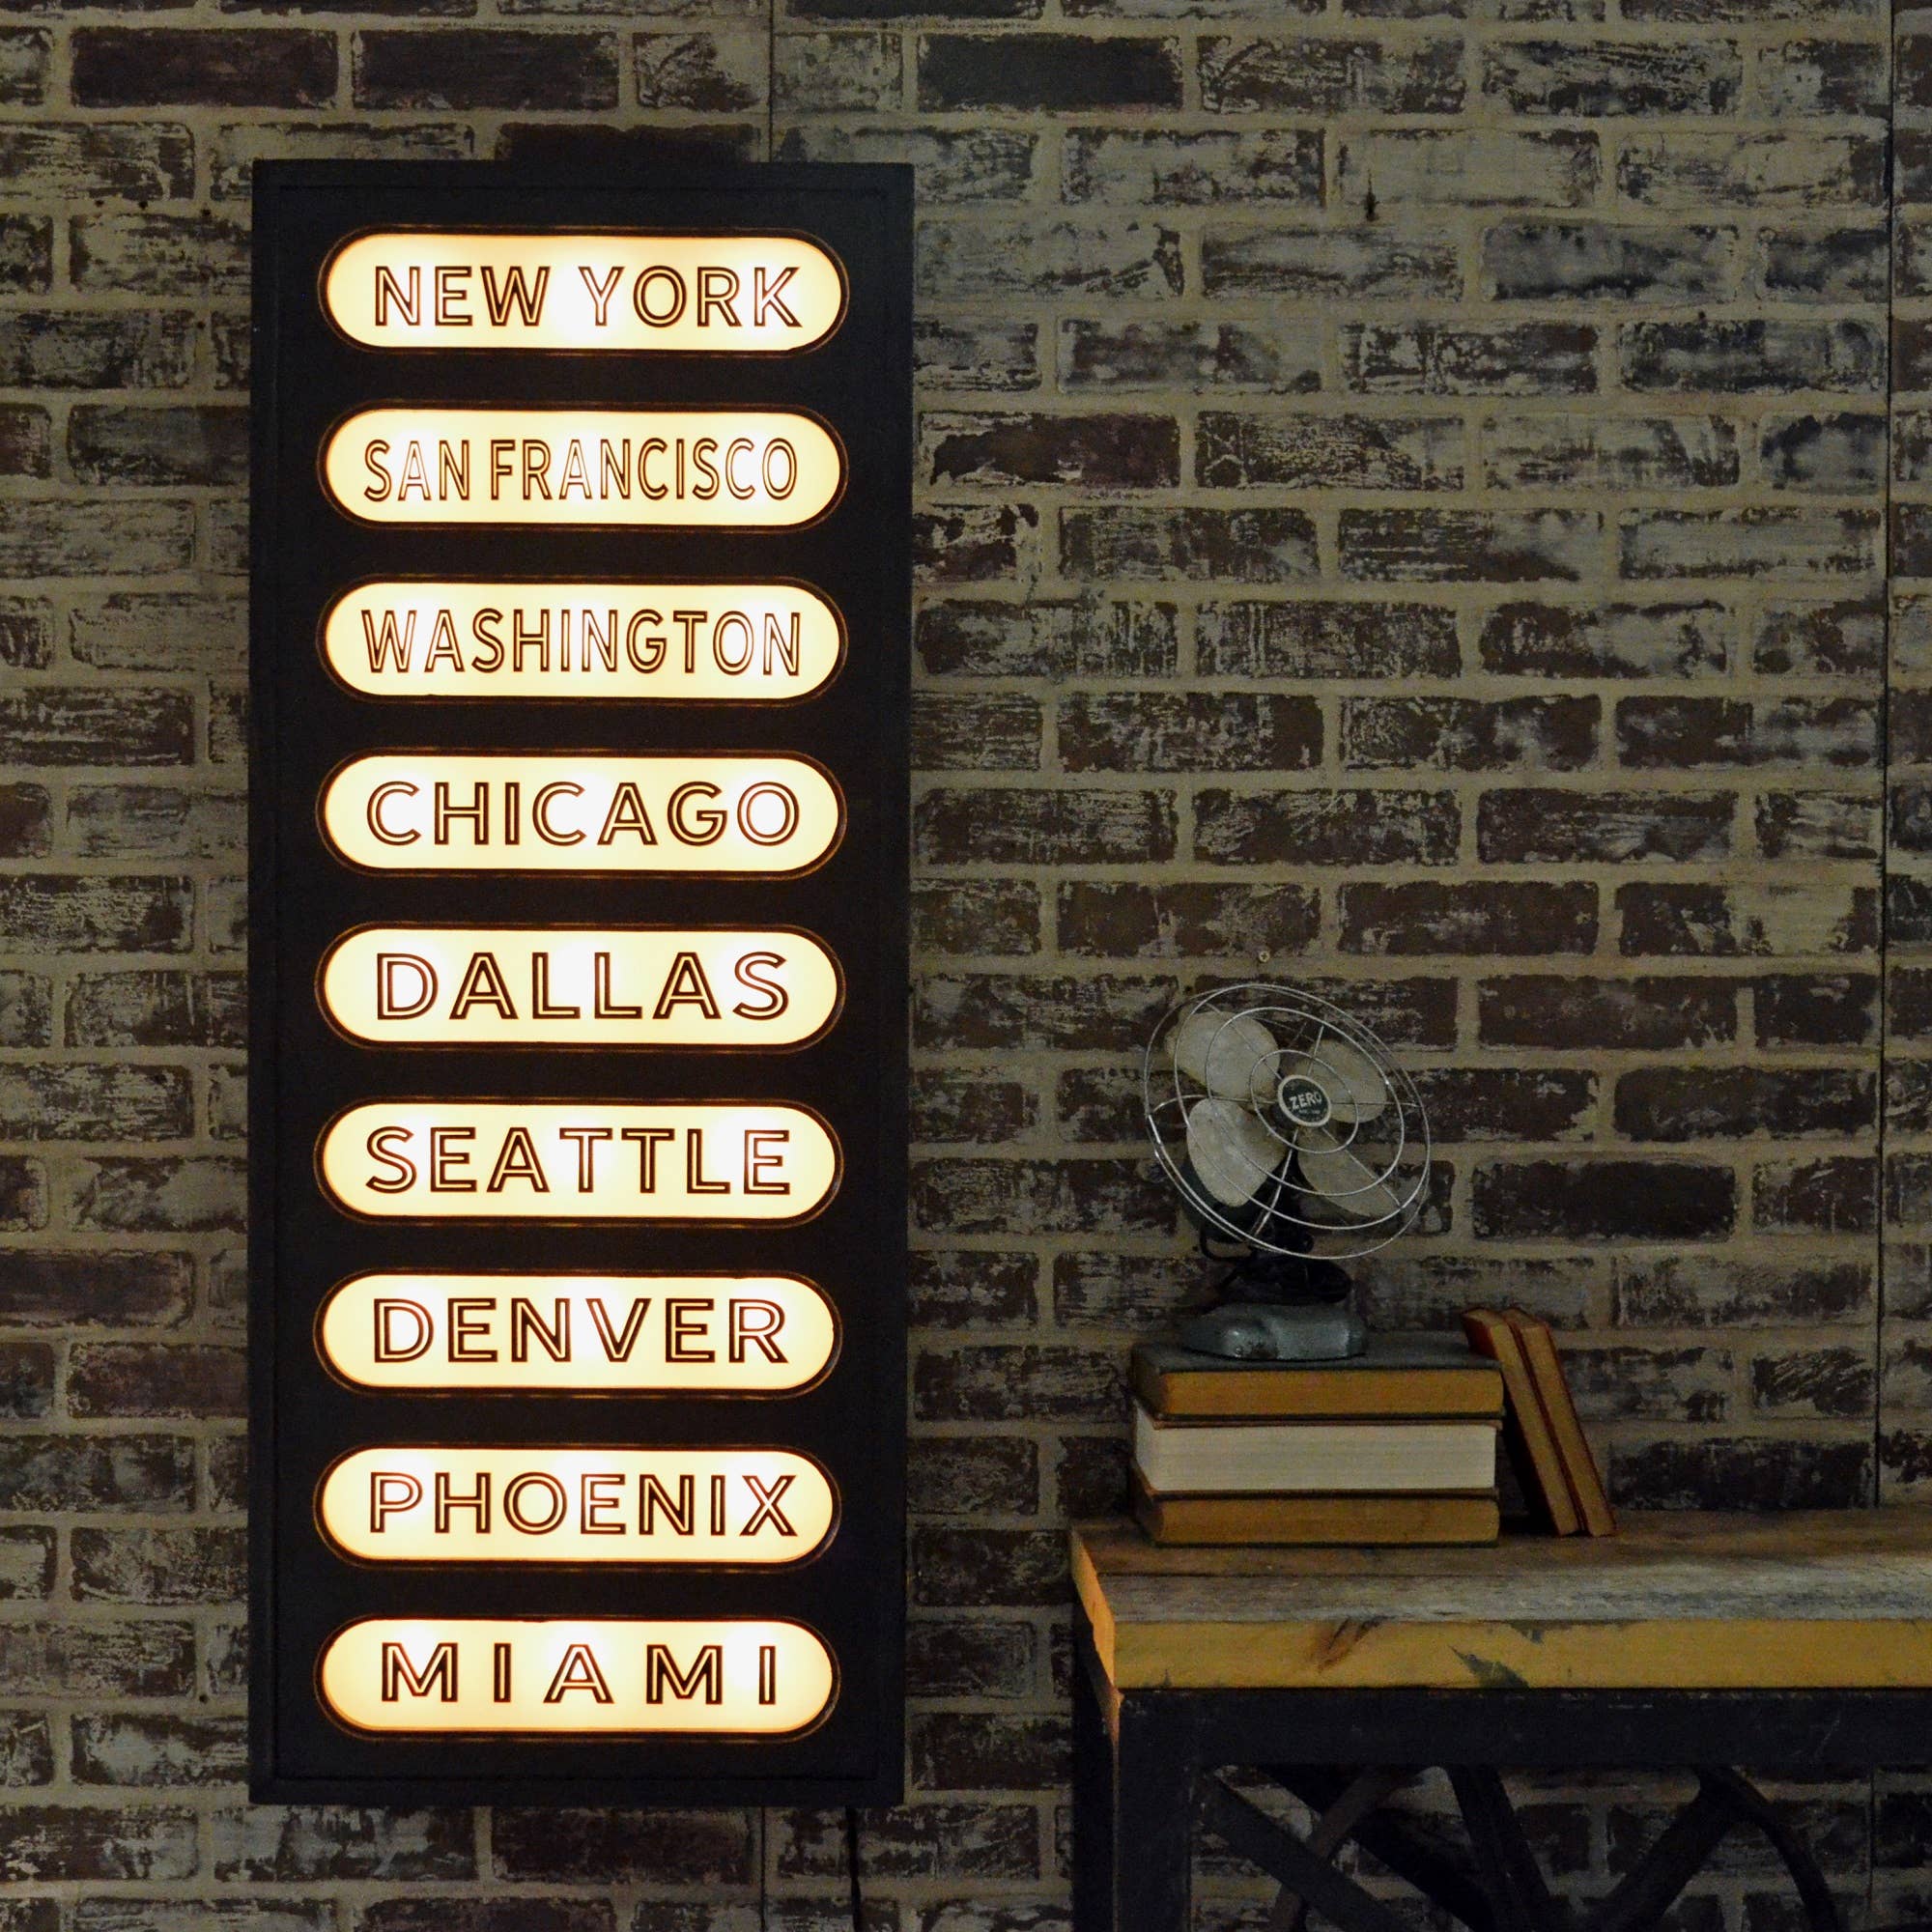 NEW YORK
SAN FRANCISCO
WASHINGTON
CHICAGO
DALLAS
SEATTLE
DENVER
PHOENIX
MIAMI
ZERO